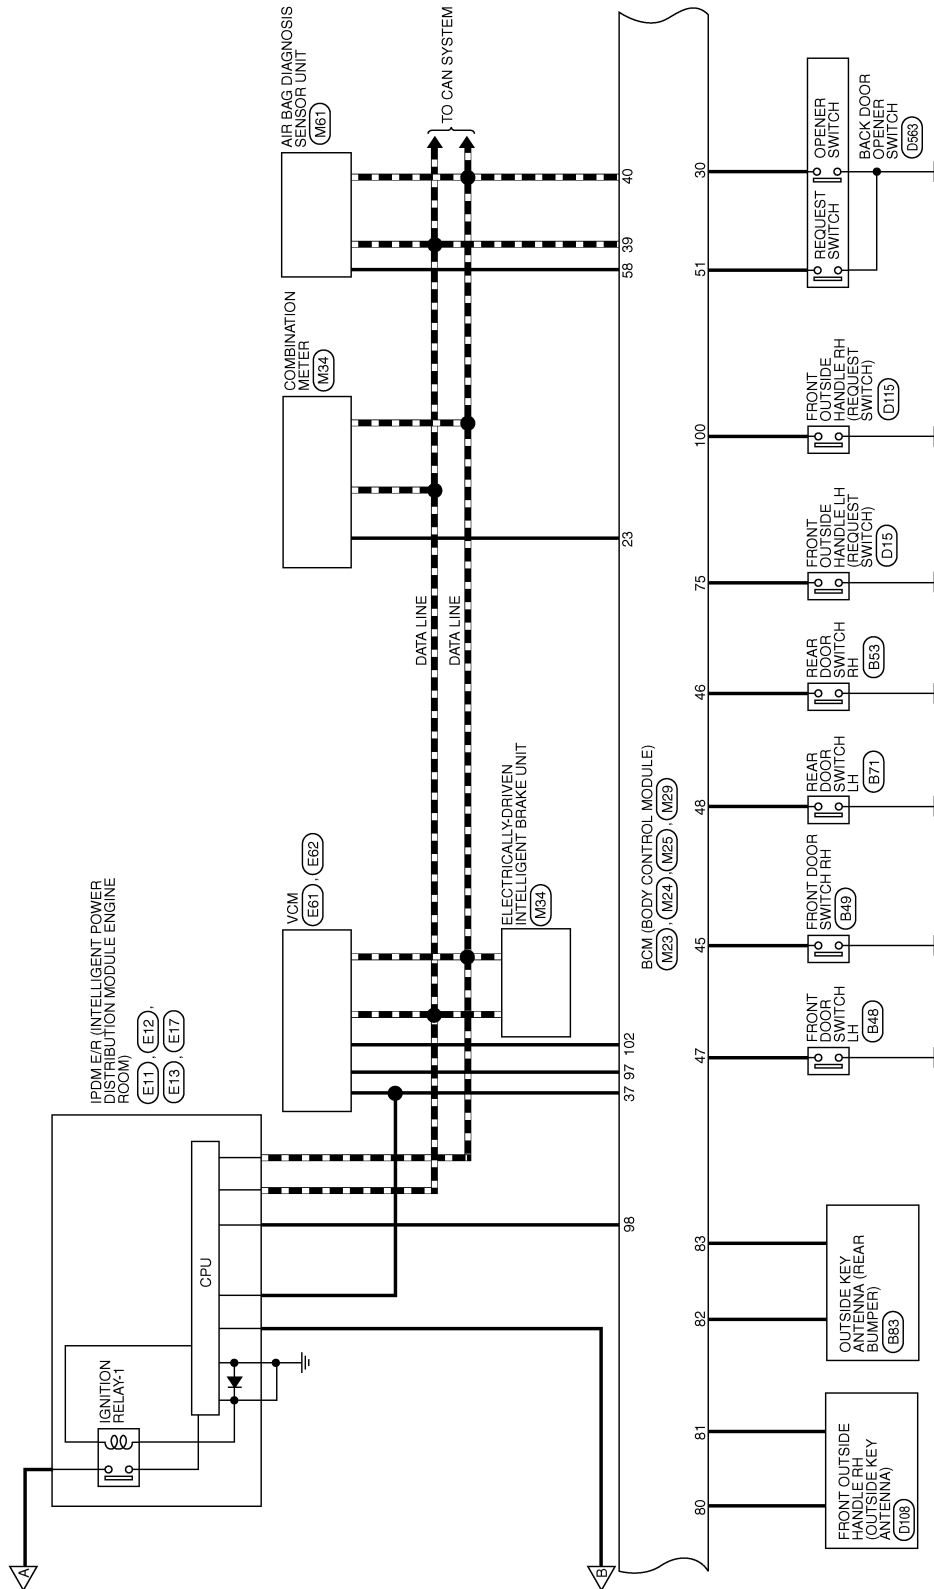 A
IGNITION
RELAY-1
CPU
IPDM E/R (INTELLIGENT POWER
DISTRIBUTION MODULE ENGINE
ROOM)
E11 , E12 ,
E13 , E17
VCM
E61 , E62
COMBINATION
METER
M34
AIR BAG DIAGNOSIS
SENSOR UNIT
M61
TO CAN SYSTEM
DATA LINE
DATA LINE
ELECTRICALLY-DRIVEN
INTELLIGENT BRAKE UNIT
M34
B
98
37
97
102
23
58
39
40
BCM (BODY CONTROL MODULE)
M23 , M24 , M25 , M29
80
81
82
83
47
45
48
46
75
100
51
30
FRONT OUTSIDE
HANDLE RH
(OUTSIDE KEY
ANTENNA)
D108
OUTSIDE KEY
ANTENNA (REAR
BUMPER)
B83
FRONT
DOOR
SWITCH
LH
B48
FRONT DOOR
SWITCH RH
B49
REAR
DOOR
SWITCH
LH
B71
REAR
DOOR
SWITCH
RH
B53
FRONT
OUTSIDE
HANDLE LH
(REQUEST
SWITCH)
D15
FRONT
OUTSIDE
HANDLE RH
(REQUEST
SWITCH)
D115
REQUEST
SWITCH
OPENER
SWITCH
BACK DOOR
OPENER
SWITCH
D563